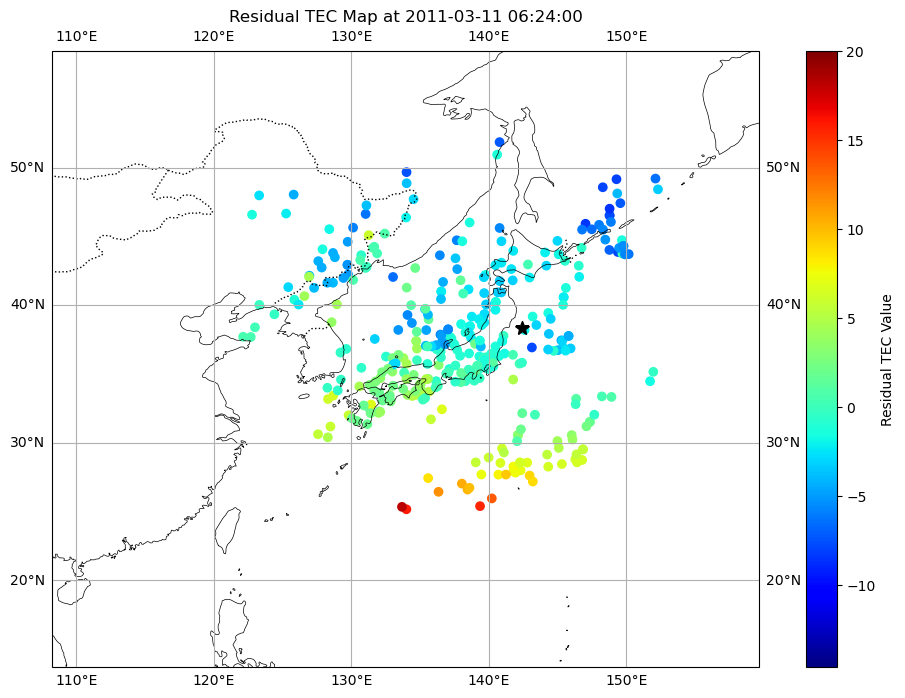 Residual TEC Map at 2011-03-11 06:24:00
110°E 120°E 130°E 140°E 150°E
50°N 50°N
40°N 40°N
30°N 30°N
20°N 20°N
110°E 120°E 130°E 140°E 150°E
20
15
10
5
0
−5
−10
Residual TEC Value